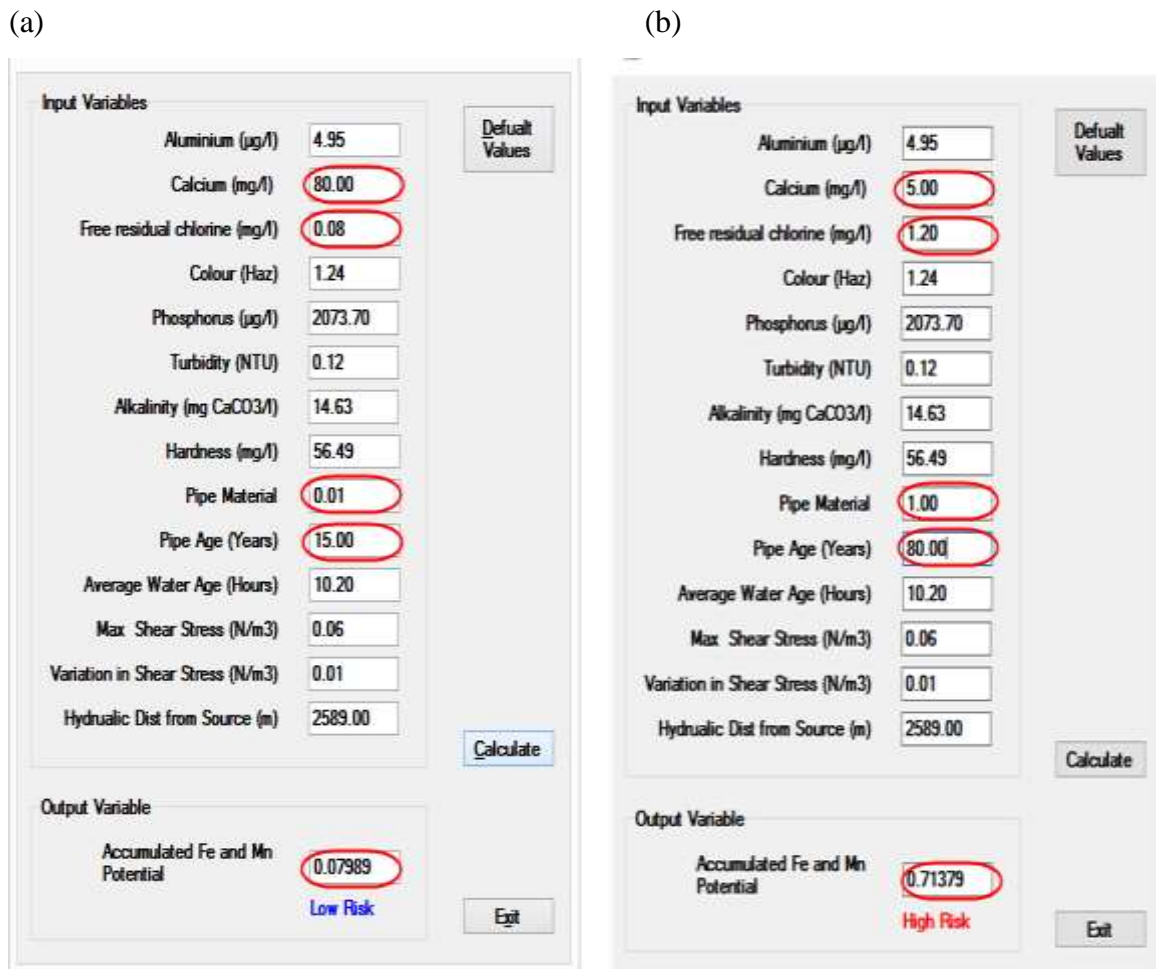 (a)
Input Variables
Aluminium (µg/l) 4.95
Calcium (mg/l) 80.00
Free residual chlorine (mg/l) 0.08
Colour (Haz) 1.24
Phosphorus (µg/l) 2073.70
Turbidity (NTU) 0.12
Alkalinity (mg CaCO3/l) 14.63
Hardness (mg/l) 56.49
Pipe Material 0.01
Pipe Age (Years) 15.00
Average Water Age (Hours) 10.20
Max Shear Stress (N/m3) 0.06
Variation in Shear Stress (N/m3) 0.01
Hydrualic Dist from Source (m) 2589.00
Defualt
Values
Calculate
Output Variable
Accumulated Fe and Mn
Potential
0.07989
Low Risk
Exit
(b)
Input Variables
Aluminium (µg/l) 4.95
Calcium (mg/l) 5.00
Free residual chlorine (mg/l) 1.20
Colour (Haz) 1.24
Phosphorus (µg/l) 2073.70
Turbidity (NTU) 0.12
Alkalinity (mg CaCO3/l) 14.63
Hardness (mg/l) 56.49
Pipe Material 1.00
Pipe Age (Years) 80.00
Average Water Age (Hours) 10.20
Max Shear Stress (N/m3) 0.06
Variation in Shear Stress (N/m3) 0.01
Hydrualic Dist from Source (m) 2589.00
Defualt
Values
Calculate
Output Variable
Accumulated Fe and Mn
Potential
0.71379
High Risk
Exit